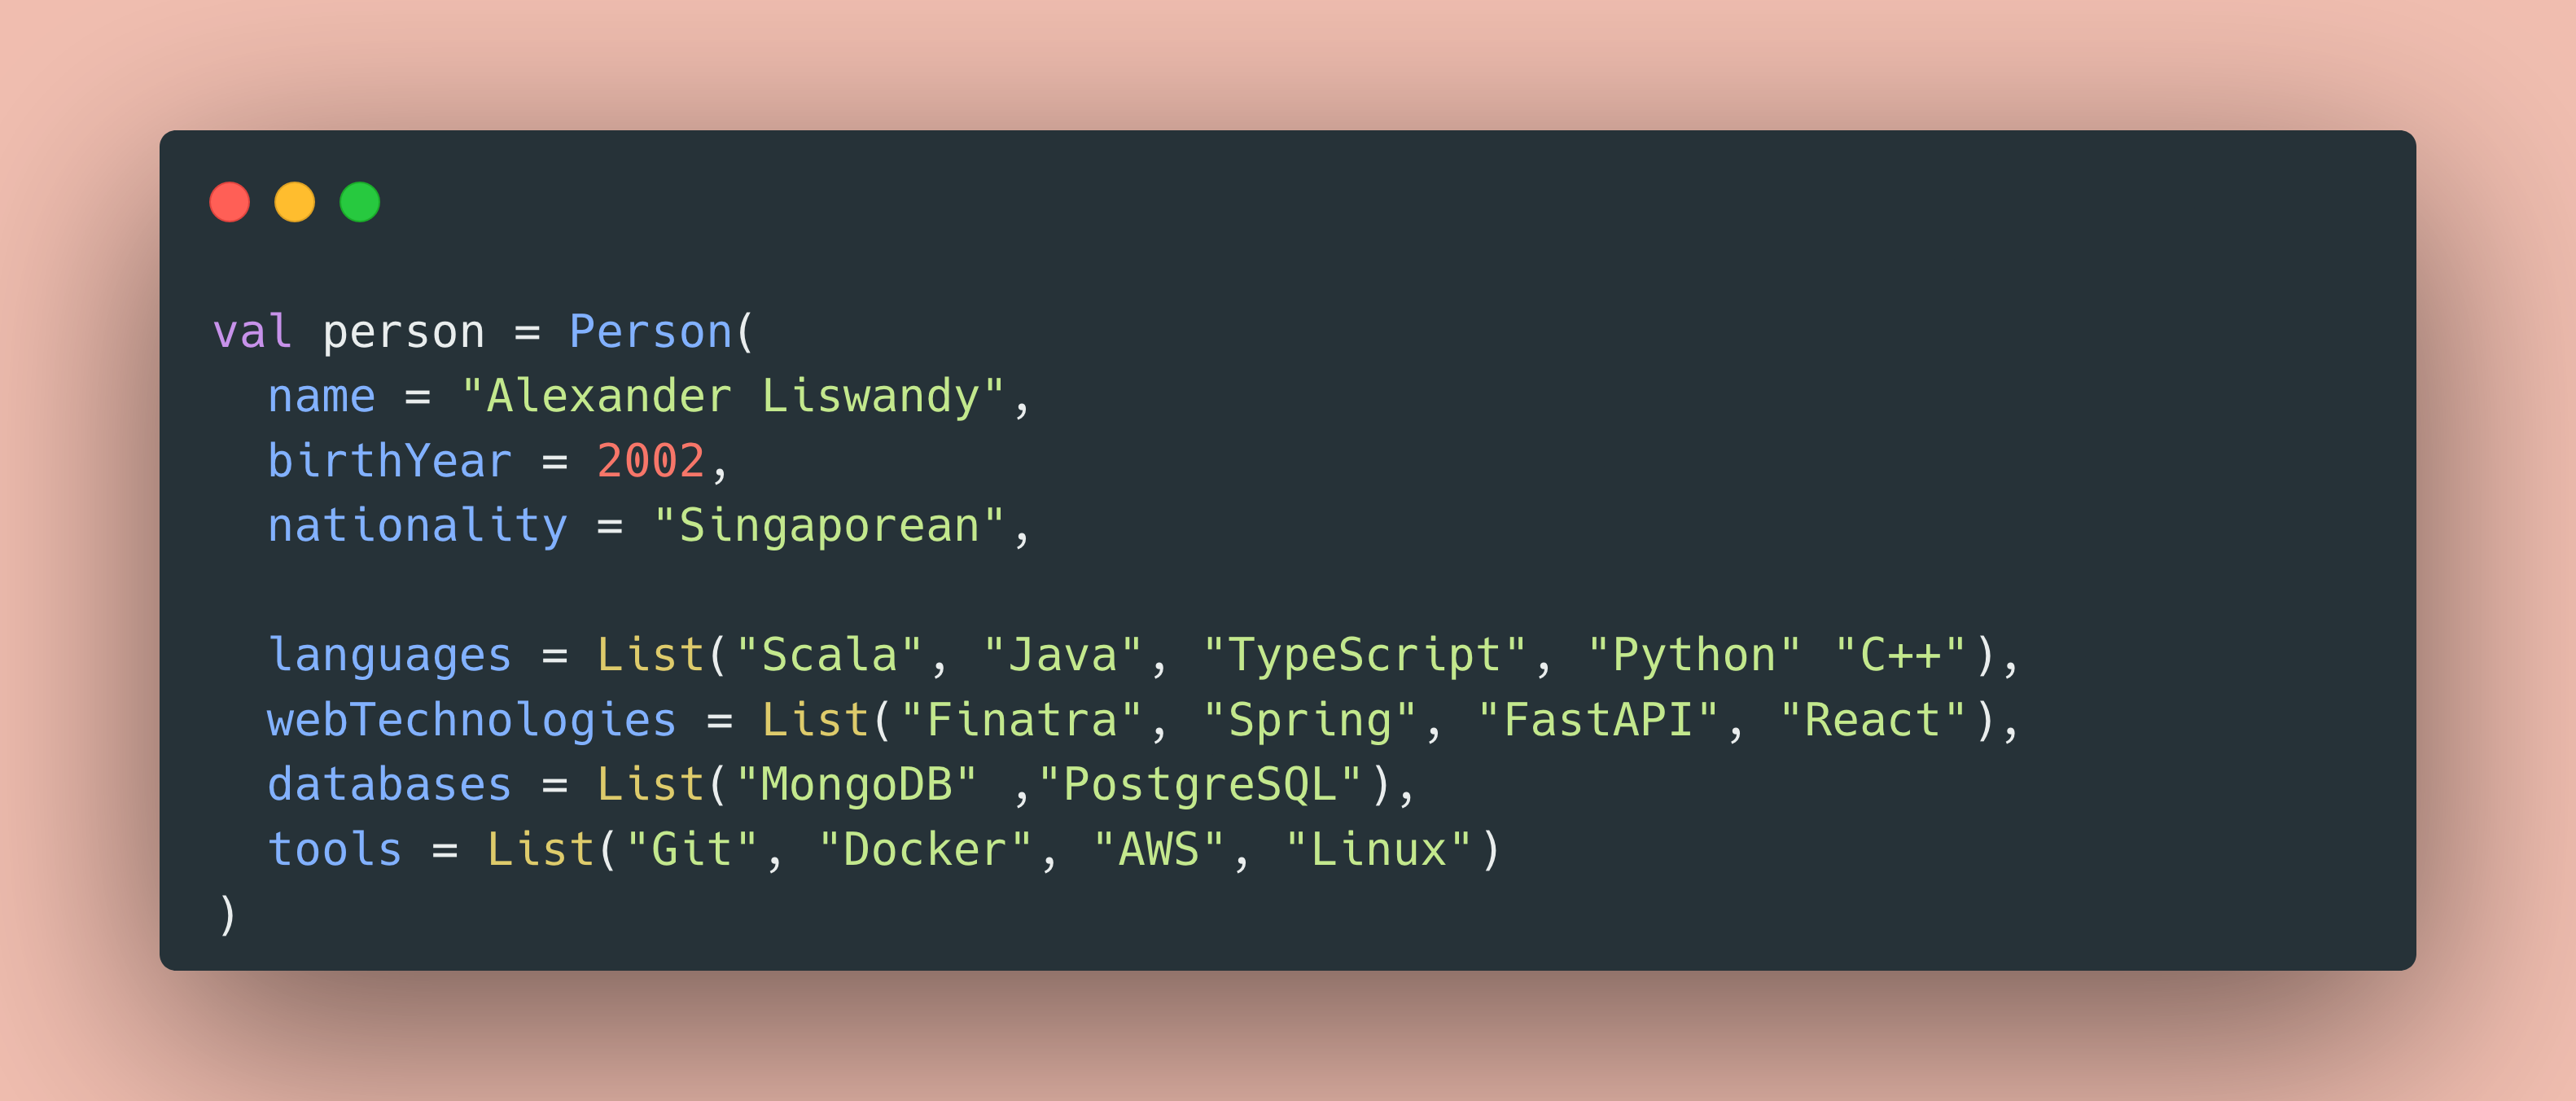 val person = Person(
  name = "Alexander Liswandy",
  birthYear = 2002,
  nationality = "Singaporean",

  languages = List("Scala", "Java", "TypeScript", "Python" "C++"),
  webTechnologies = List("Finatra", "Spring", "FastAPI", "React"),
  databases = List("MongoDB" ,"PostgreSQL"),
  tools = List("Git", "Docker", "AWS", "Linux")
)